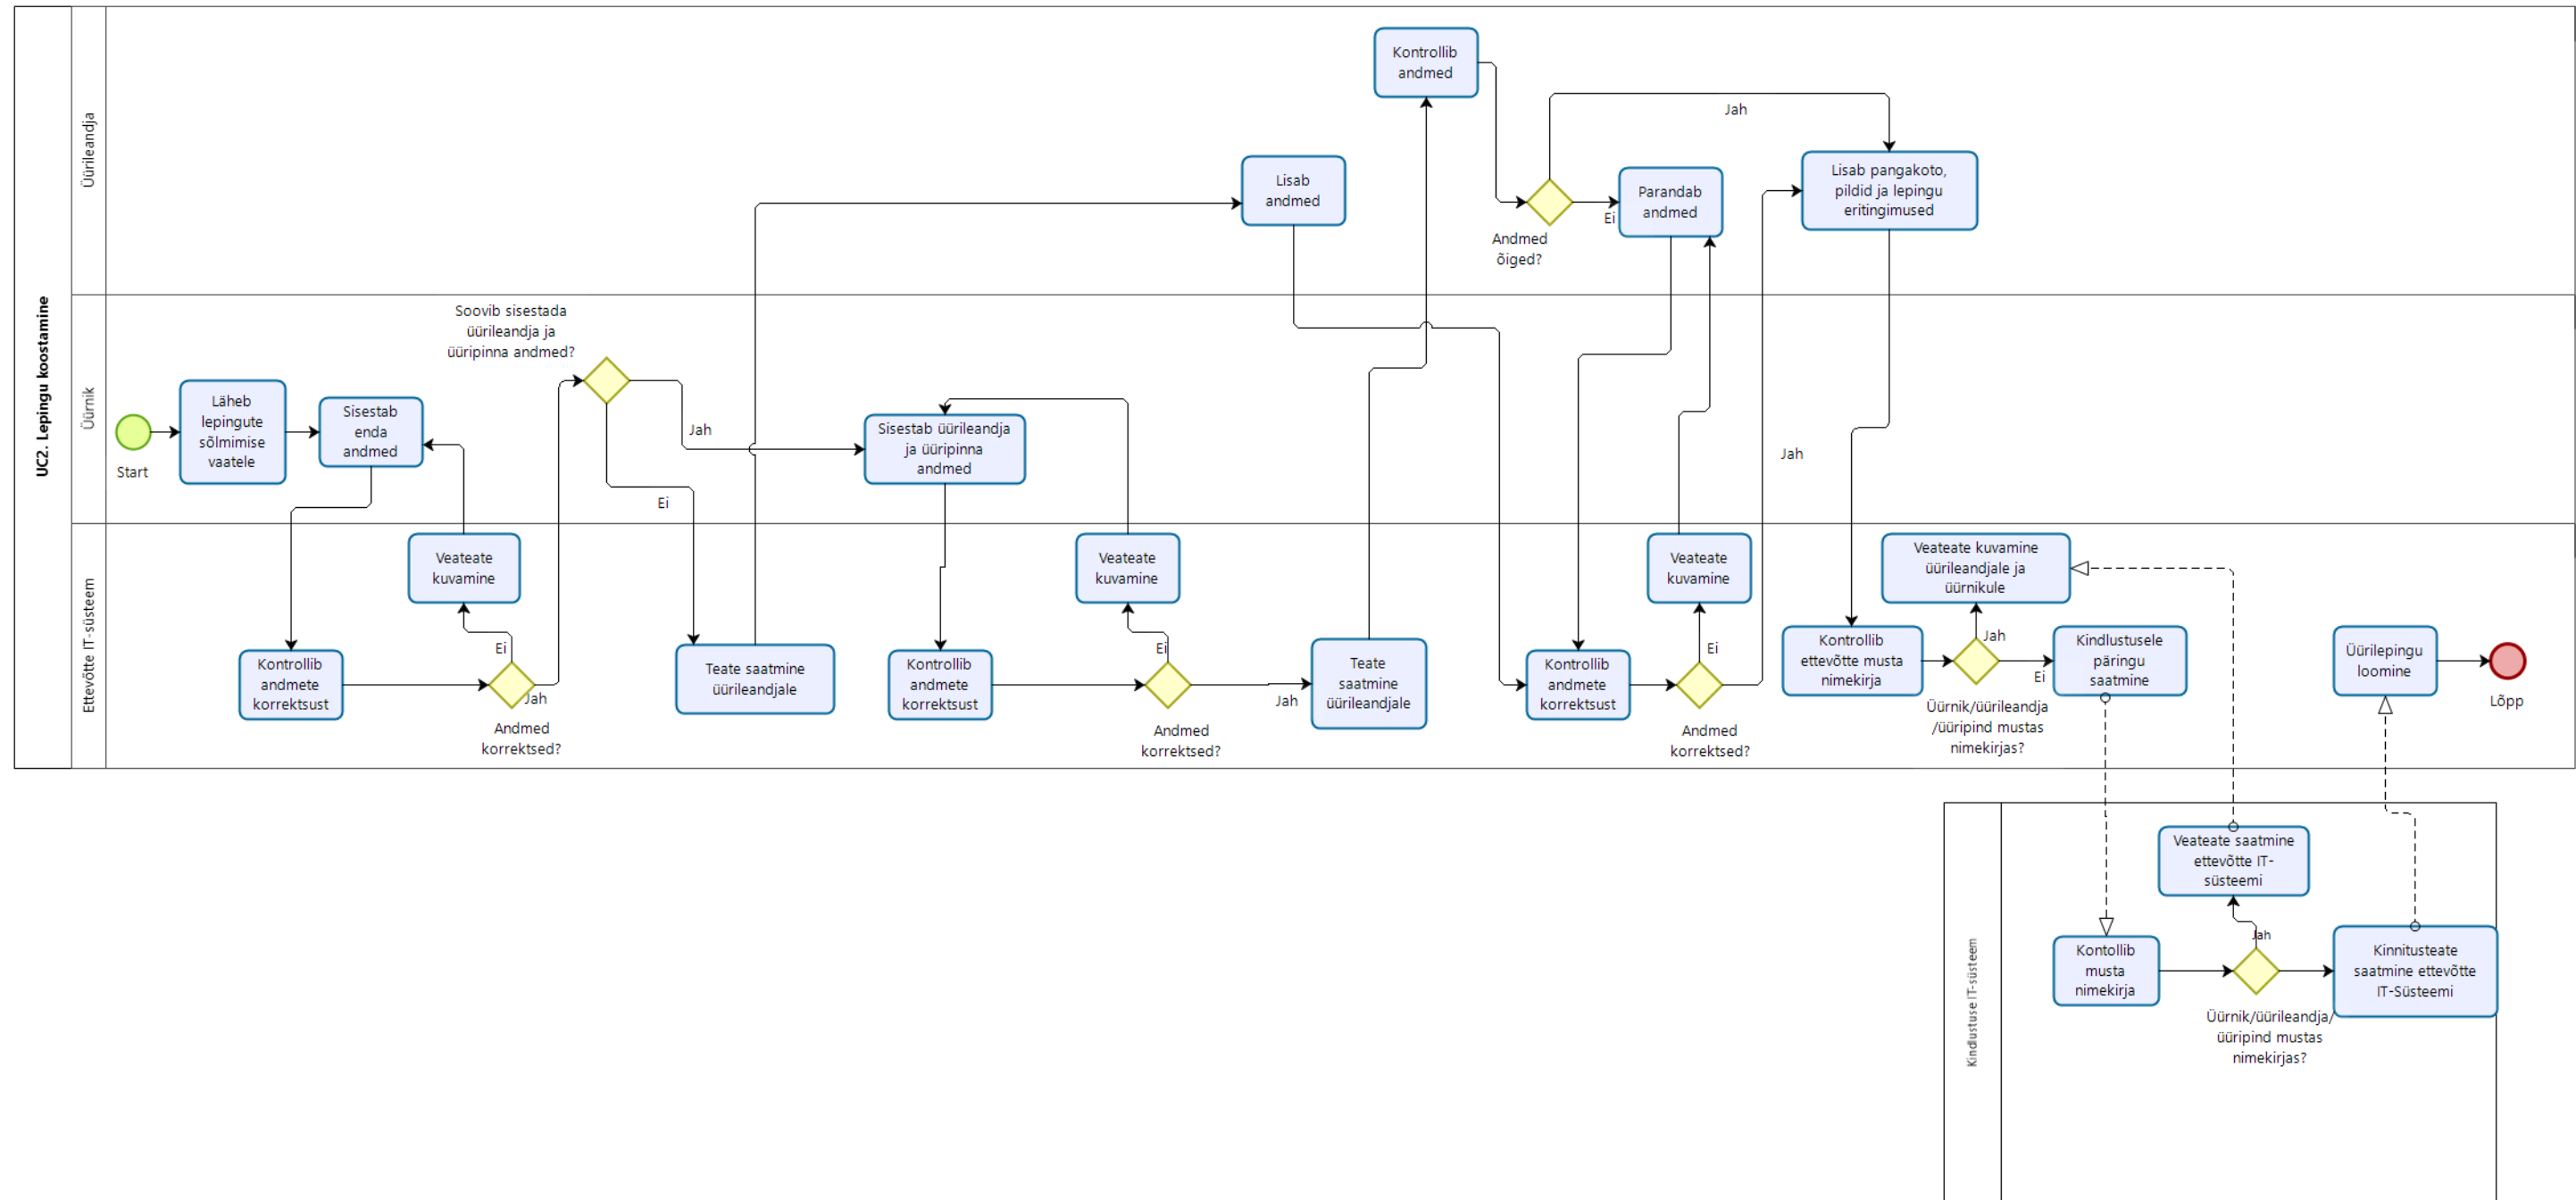 UC2. Lepingu koostamine
Üürileandja
Kontrollib
andmed
Jah
Lisab
andmed
Andmed
õiged?
Ei
Parandab
andmed
Lisab pangakoto,
pildid ja lepingu
eritingimused
Üürnik
Start
Läheb
lepingute
sõlmimise
vaatele
Sisestab
enda
andmed
Soovib sisestada
üürileandja ja
üüripinna andmed?
Jah
Ei
Sisestab üürileandja
ja üüripinna
andmed
Jah
Ettevõtte IT-süsteem
Kontrollib
andmete
korrektsust
Veateate
kuvamine
Ei
Jah
Andmed
korrektsed?
Teate saatmine
üürileandjale
Kontrollib
andmete
korrektsust
Veateate
kuvamine
Ei
Andmed
korrektsed?
Jah
Teate
saatmine
üürileandjale
Kontrollib
andmete
korrektsust
Veateate
kuvamine
Ei
Andmed
korrektsed?
Kontrollib
ettevõtte musta
nimekirja
Veateate kuvamine
üürileandjale ja
üürnikule
Jah
Ei
Üürnik/üürileandja
/üüripind mustas
nimekirjas?
Kindlustusele
päringu
saatmine
Üürilepingu
loomine
Lõpp
Kindlustuse IT-süsteem
Veateate saatmine
ettevõtte IT-
süsteemi
Jah
Kontollib
musta
nimekirja
Üürnik/üürileandja/
üüripind mustas
nimekirjas?
Kinnitusteate
saatmine ettevõtte
IT-Süsteemi